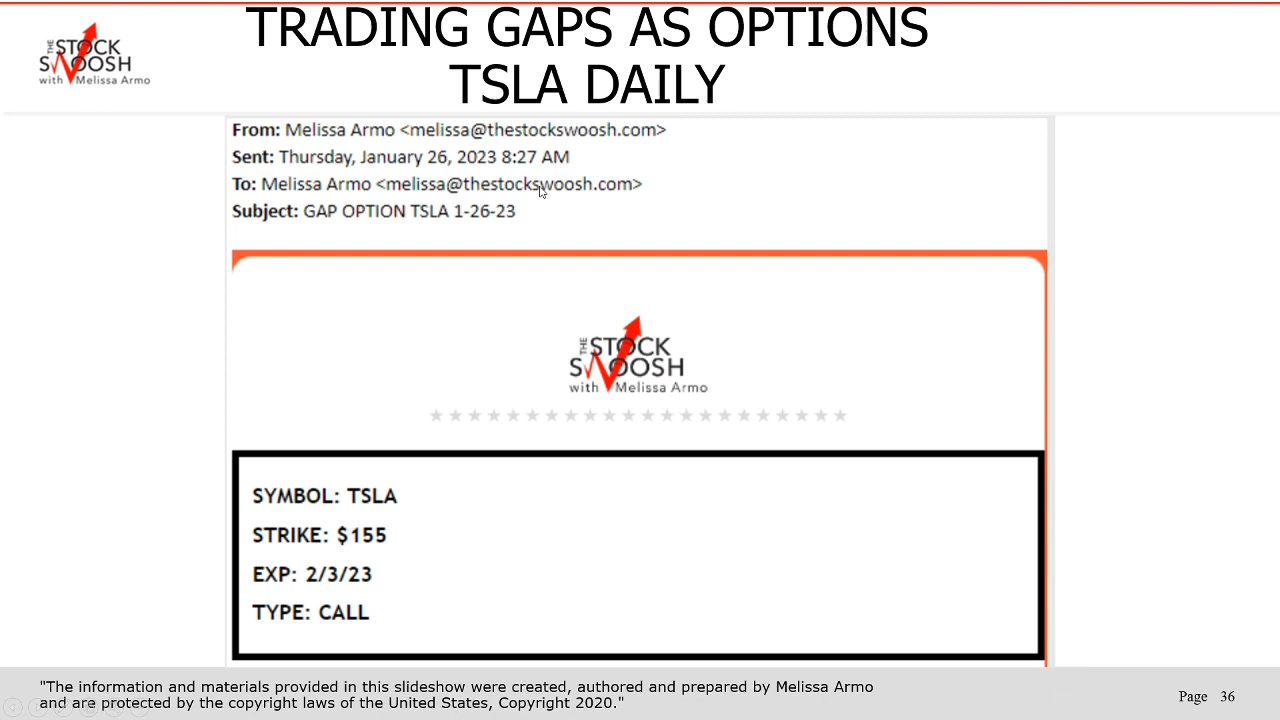 TRADING GAPS AS OPTIONS
TSLA DAILY
THE
STOCK
SWOOSH
with Melissa Armo
From: Melissa Armo <melissa@thestockswoosh.com>
Sent: Thursday, January 26, 2023 8:27 AM
To: Melissa Armo <melissa@thestockswoosh.com>
Subject: GAP OPTION TSLA 1-26-23
THE
STOCK
SWOOSH
with Melissa Armo
SYMBOL: TSLA
STRIKE: $155
EXP: 2/3/23
TYPE: CALL
"The information and materials provided in this slideshow were created, authored and prepared by Melissa Armo
and are protected by the copyright laws of the United States, Copyright 2020."
Page 36